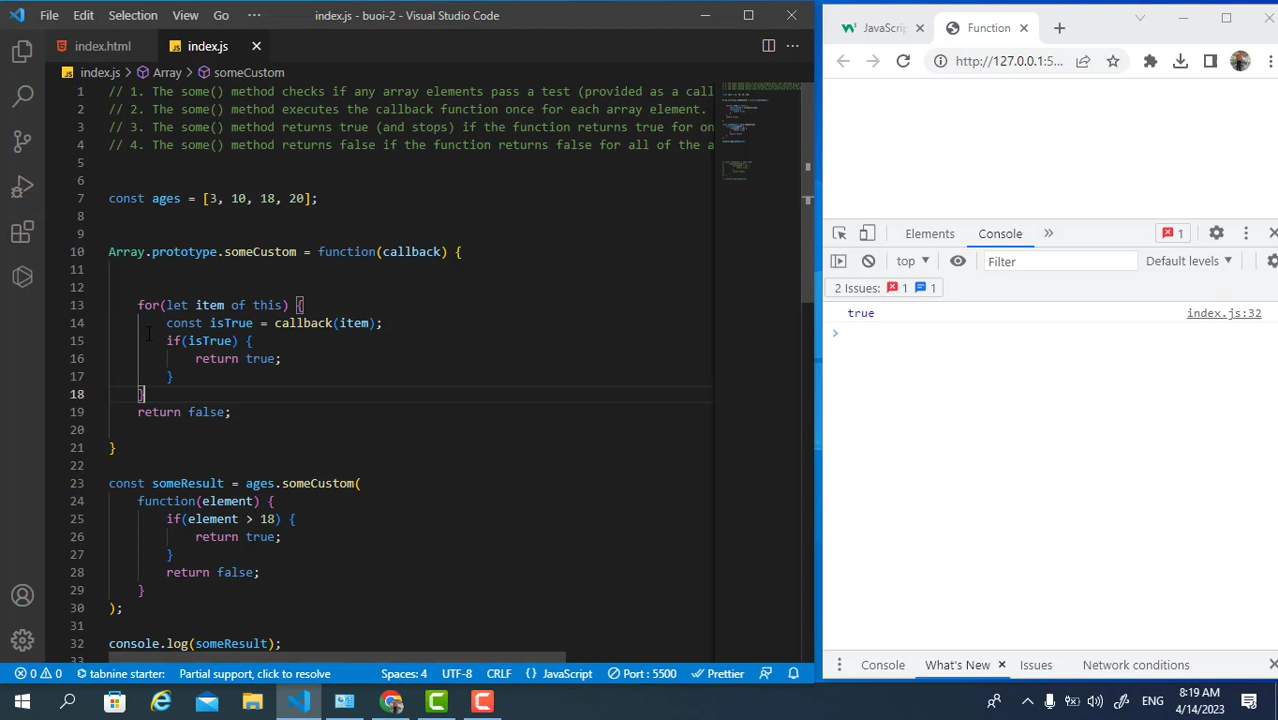 File Edit Selection View Go ··· index.js - buoi-2 - Visual Studio Code
index.html
JS index.js
JS index.js > Array > someCustom
1 // 1. The some() method checks if any array elements pass a test (provided as a call
2 // 2. The some() method executes the callback function once for each array element.
3 // 3. The some() method returns true (and stops) if the function returns true for on
4 // 4. The some() method returns false if the function returns false for all of the a
5
6
7 const ages = [3, 10, 18, 20];
8
9
10 Array.prototype.someCustom = function(callback) {
11
12
13 for(let item of this) {
14 const isTrue = callback(item);
15 if(isTrue) {
16 return true;
17 }
18 }
19 return false;
20
21 }
22
23 const someResult = ages.someCustom(
24 function(element) {
25 if(element > 18) {
26 return true;
27 }
28 return false;
29 }
30 );
31
32 console.log(someResult);
33
0 0 tabnine starter: Partial support, click to resolve Spaces: 4 UTF-8 CRLF {} JavaScript Port : 5500 Prettier
JavaScrip
Function
http://127.0.0.1:5...
Elements Console » 1
top Filter Default levels
2 Issues: 1 1
true index.js:32
Console What's New Issues Network conditions
ENG
8:19 AM
4/14/2023